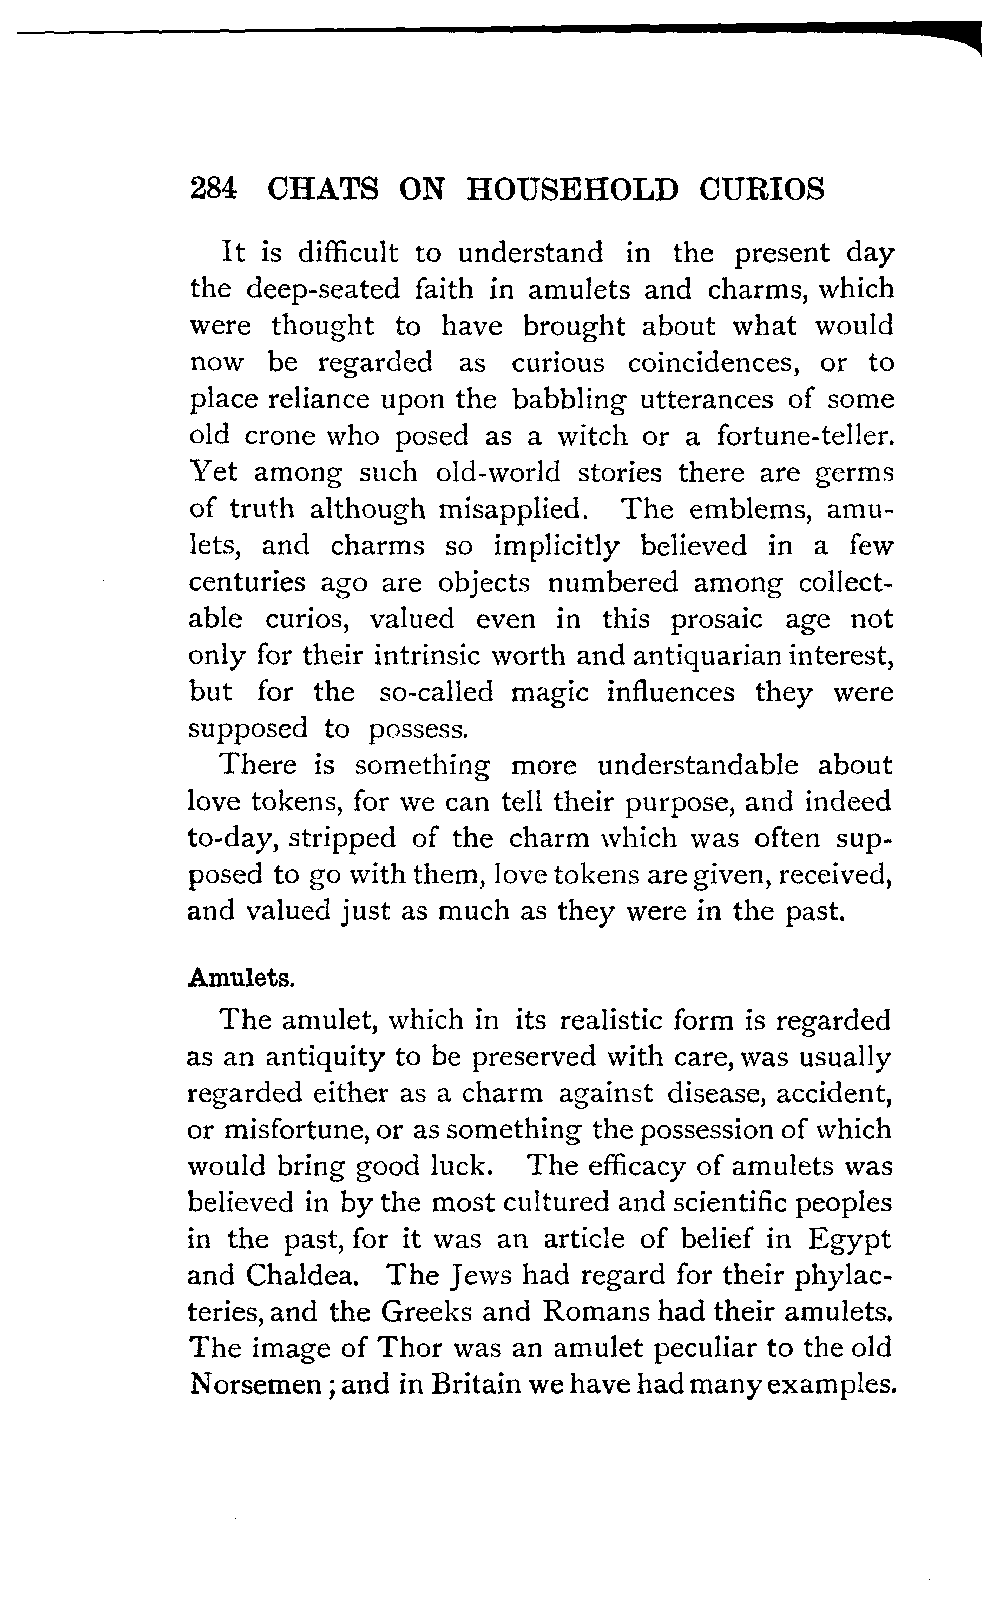 284 CHATS ON HOUSEHOLD CURIOS
It is difficult to understand in the present day
the deep-seated faith in amulets and charms, which
were thought to have brought about what would
now be regarded as curious coincidences, or to
place reliance upon the babbling utterances of some
old crone who posed as a witch or a fortune-teller.
Yet among such old-world stories there are germs
of truth although misapplied. The emblems, amu-
lets, and charms so implicitly believed in a few
centuries ago are objects numbered among collect-
able curios, valued even in this prosaic age not
only for their intrinsic worth and antiquarian interest,
but for the so-called magic influences they were
supposed to possess.
There is something more understandable about
love tokens, for we can tell their purpose, and indeed
to-day, stripped of the charm which was often sup-
posed to go with them, love tokens are given, received,
and valued just as much as they were in the past.
Amulets.
The amulet, which in its realistic form is regarded
as an antiquity to be preserved with care, was usually
regarded either as a charm against disease, accident,
or misfortune, or as something the possession of which
would bring good luck. The efficacy of amulets was
believed in by the most cultured and scientific peoples
in the past, for it was an article of belief in Egypt
and Chaldea. The Jews had regard for their phylac-
teries, and the Greeks and Romans had their amulets.
The image of Thor was an amulet peculiar to the old
Norsemen ; and in Britain we have had many examples.